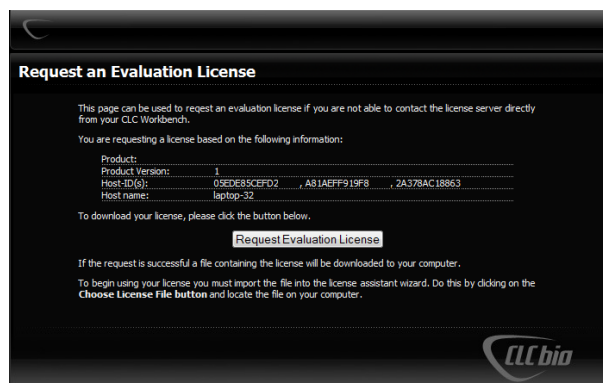 Request an Evaluation License
This page can be used to reqest an evaluation license if you are not able to contact the license server directly
from your CLC Workbench.
You are requesting a license based on the following information:
Product:
Product Version: 1
Host-ID(s): 05EDE85CEFD2 , A81AEFF919F8 , 2A378AC18863
Host name: laptop-32
To download your license, please click the button below.
Request Evaluation License
If the request is successful a file containing the license will be downloaded to your computer.
To begin using your license you must import the file into the license assistant wizard. Do this by clicking on the
Choose License File button and locate the file on your computer.
CLC bio